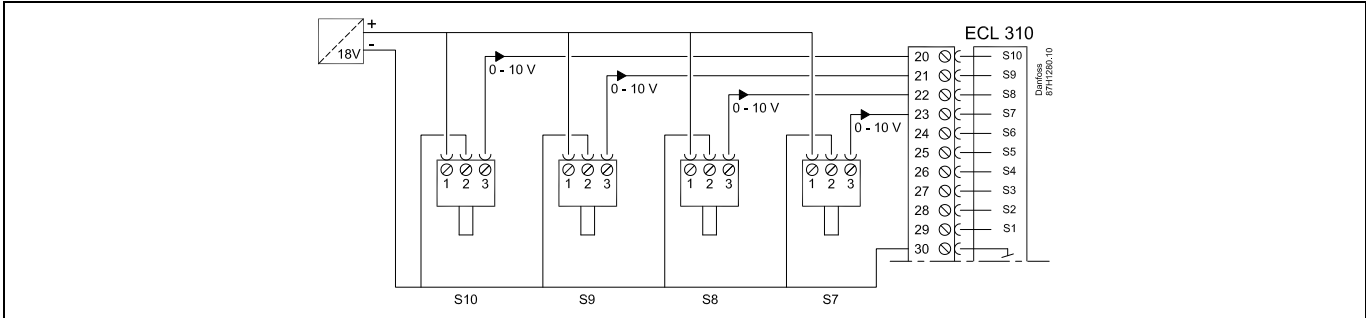 +
-
18V
ECL 310
0 - 10 V
0 - 10 V
0 - 10 V
0 - 10 V
20 S10
21 S9
22 S8
23 S7
24 S6
25 S5
26 S4
27 S3
28 S2
29 S1
30
Danfoss
87H1280.10
1 2 3
1 2 3
1 2 3
1 2 3
S10 S9 S8 S7